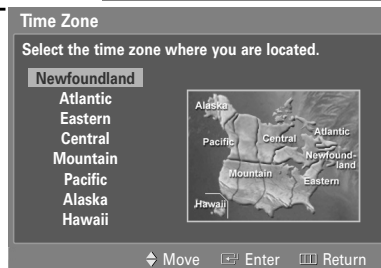 Time Zone
Select the time zone where you are located.
Newfoundland
Atlantic
Eastern
Central
Mountain
Pacific
Alaska
Hawaii
Alaska
Pacific
Central
Atlantic
Newfound-
land
Mountain
Eastern
Hawaii
Move Enter Return